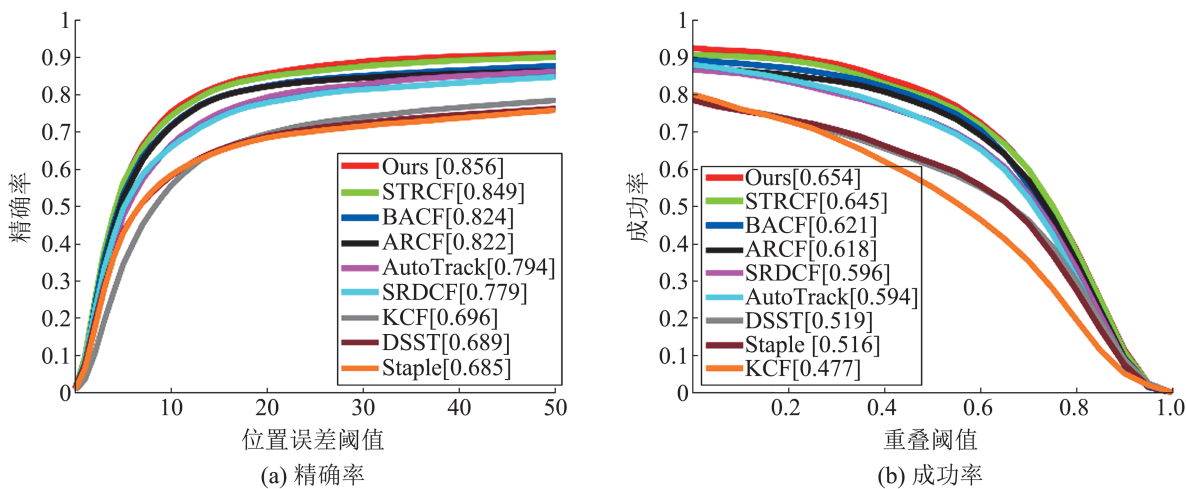 1
0.9
0.8
0.7
0.6
0.5
0.4
0.3
0.2
0.1
0
精确率
Ours [0.856]
STRCF[0.849]
BACF[0.824]
ARCF[0.822]
AutoTrack[0.794]
SRDCF[0.779]
KCF[0.696]
DSST[0.689]
Staple[0.685]
10 20 30 40 50
位置误差阈值
(a) 精确率
1
0.9
0.8
0.7
0.6
0.5
0.4
0.3
0.2
0.1
0
成功率
Ours[0.654]
STRCF[0.645]
BACF[0.621]
ARCF[0.618]
SRDCF[0.596]
AutoTrack[0.594]
DSST[0.519]
Staple [0.516]
KCF[0.477]
0.2 0.4 0.6 0.8 1.0
重叠阈值
(b) 成功率